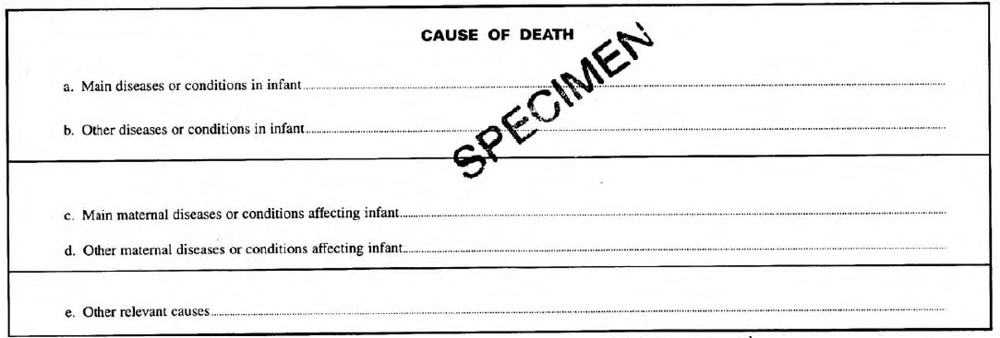 CAUSE OF DEATH
SPECIMEN
a. Main diseases or conditions in infant
b. Other diseases or conditions in infant
c. Main maternal diseases or conditions affecting infant
d. Other maternal diseases or conditions affecting infant
e. Other relevant causes